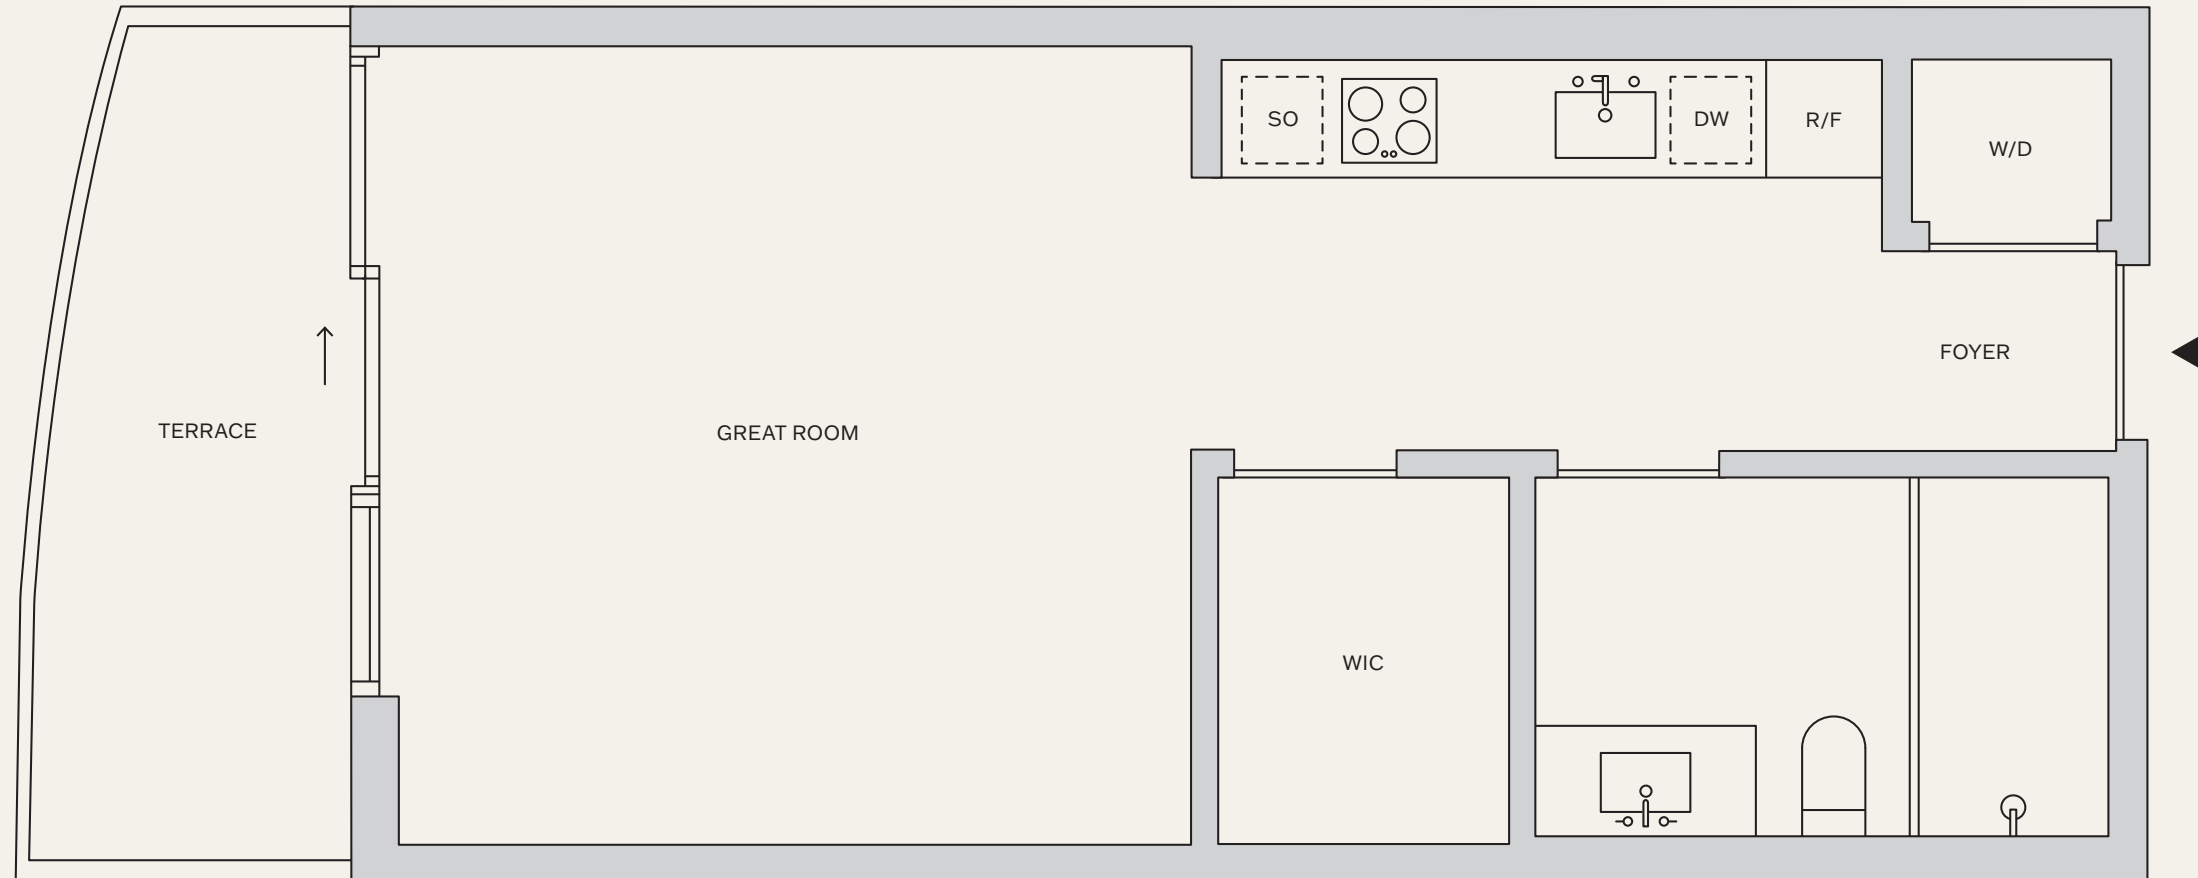 SO
DW
R/F
W/D
FOYER
TERRACE
GREAT ROOM
WIC